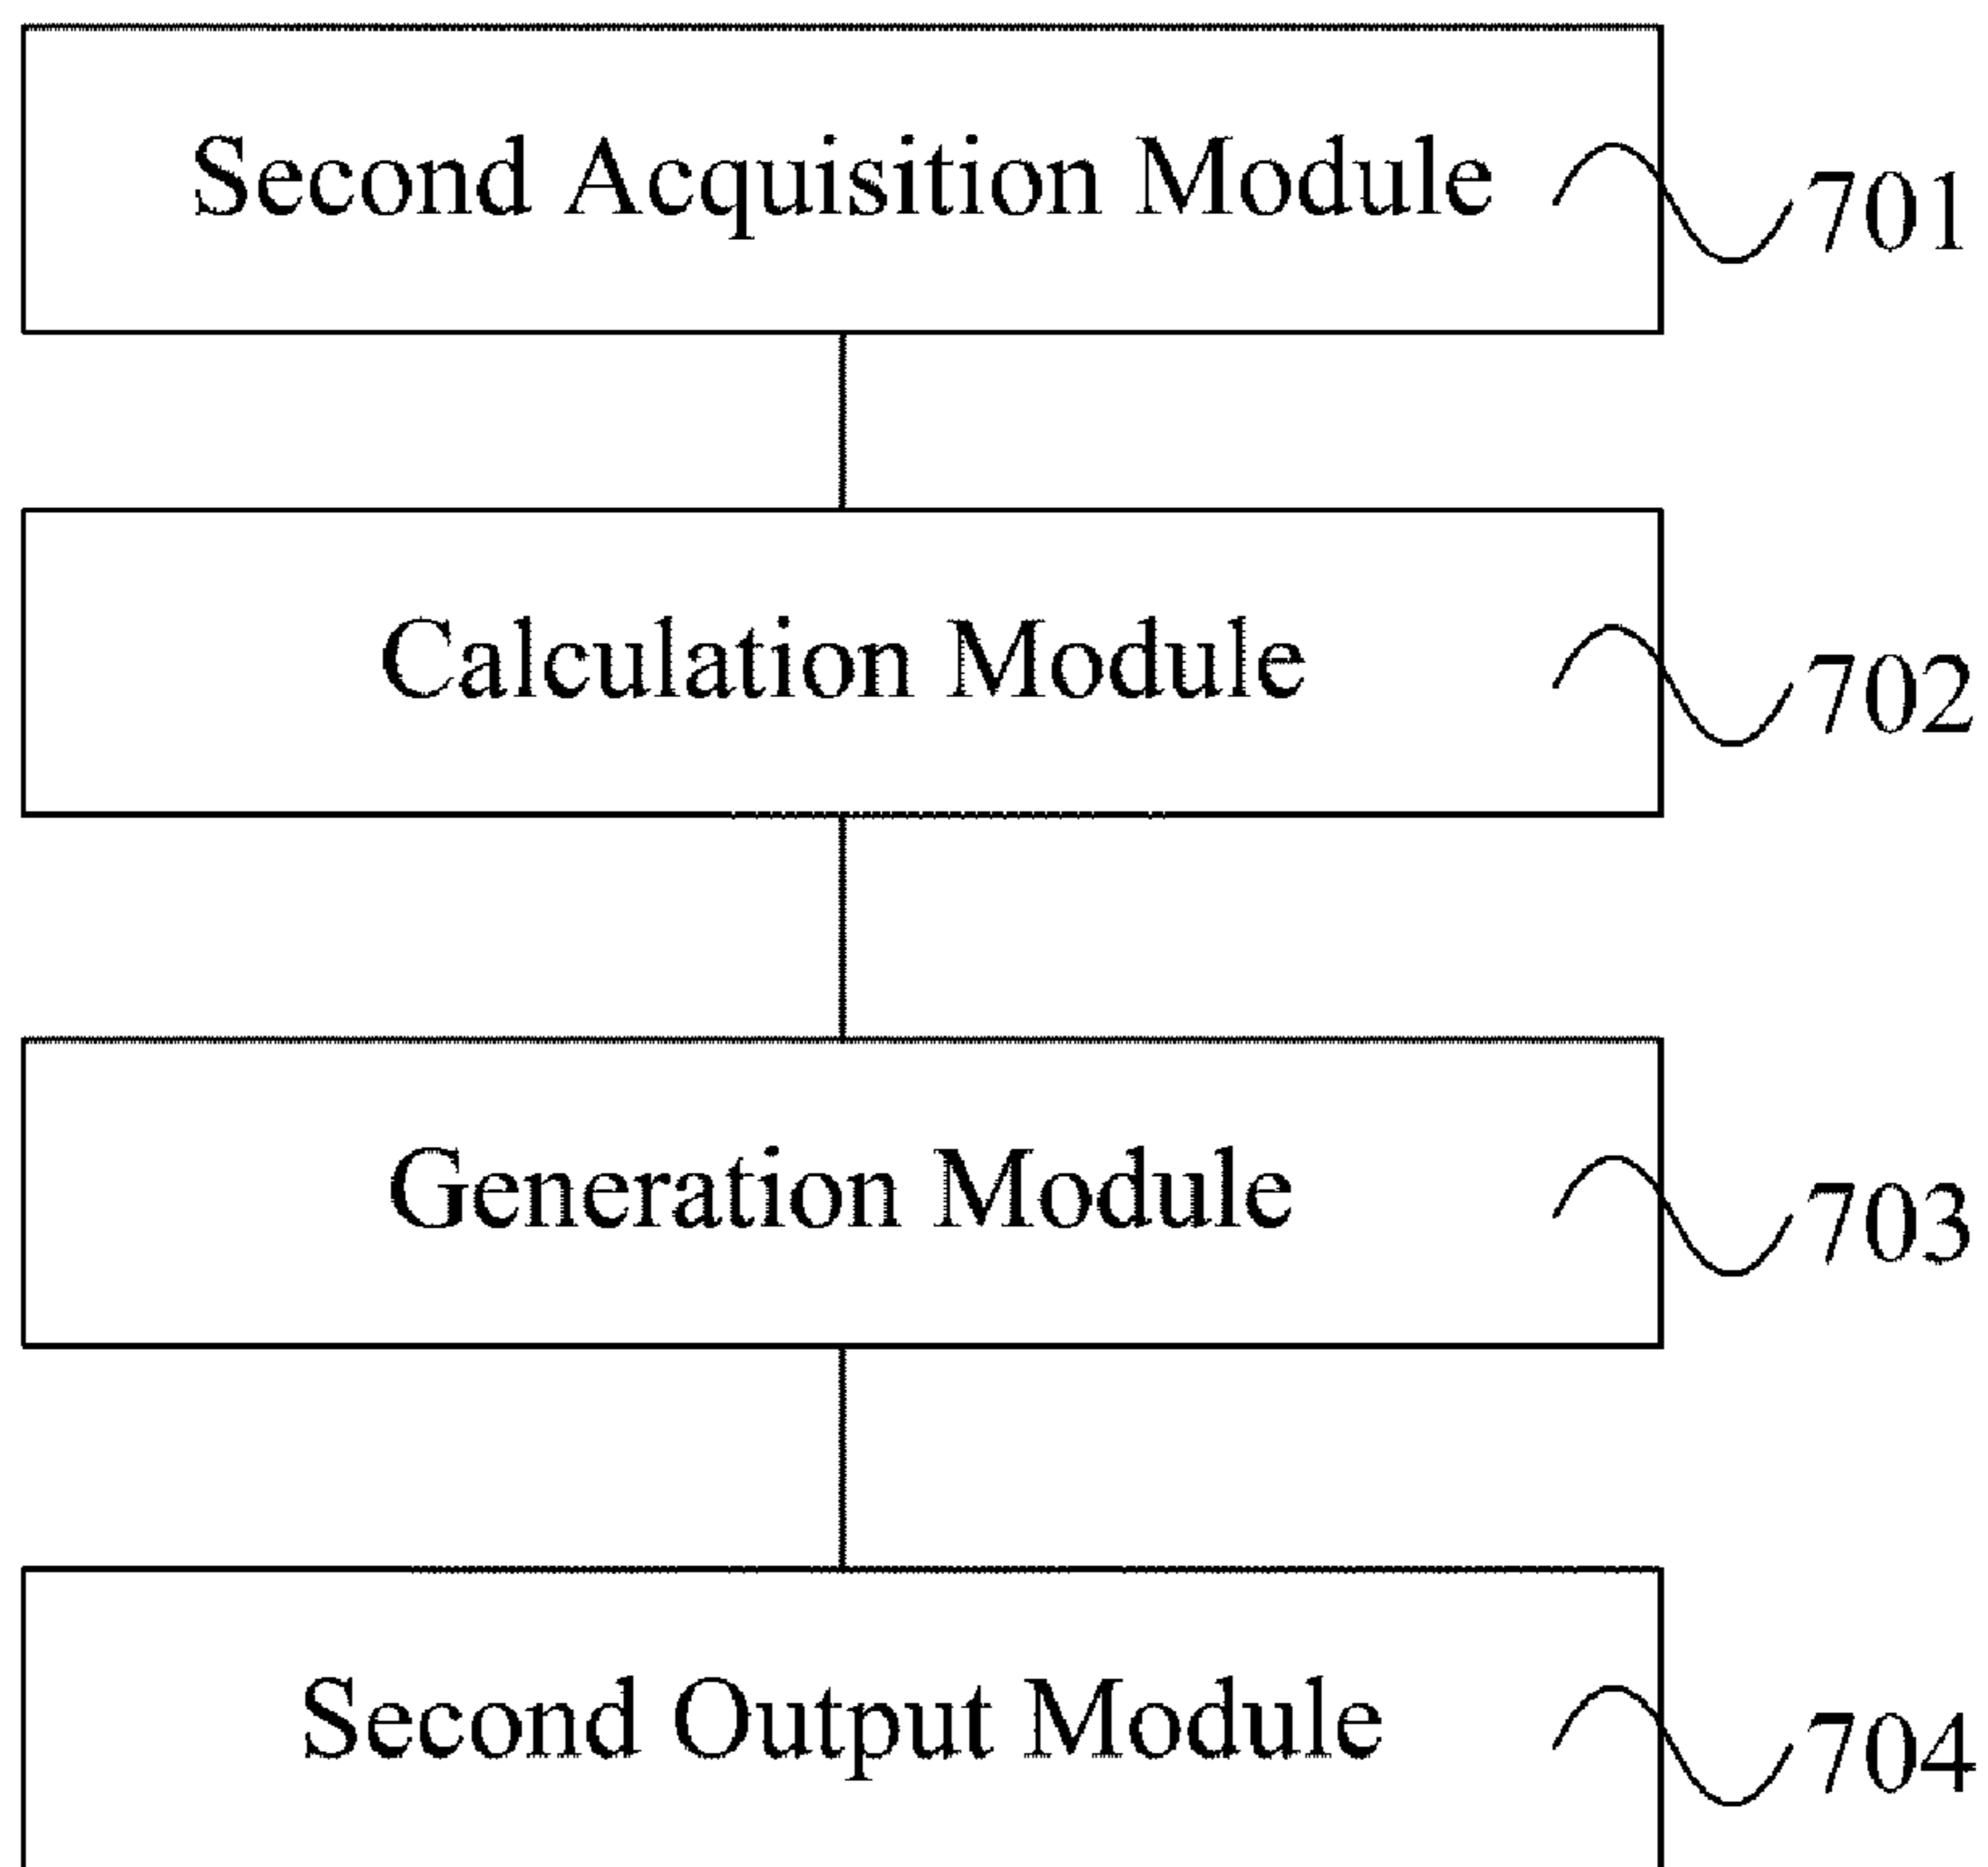 Second Acquisition Module 701
Calculation Module 702
Generation Module 703
Second Output Module 704